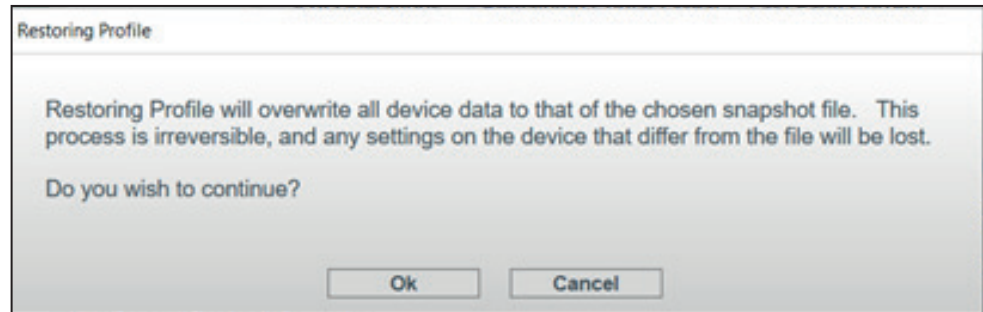 Restoring Profile
Restoring Profile will overwrite all device data to that of the chosen snapshot file. This
process is irreversible, and any settings on the device that differ from the file will be lost.
Do you wish to continue?
Ok
Cancel